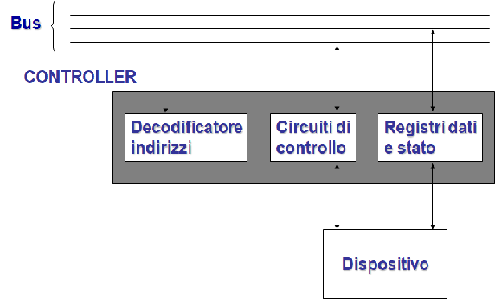 Bus
CONTROLLER
Decodificatore
indirizzi
Circuiti di
controllo
Registri dati
e stato
Dispositivo